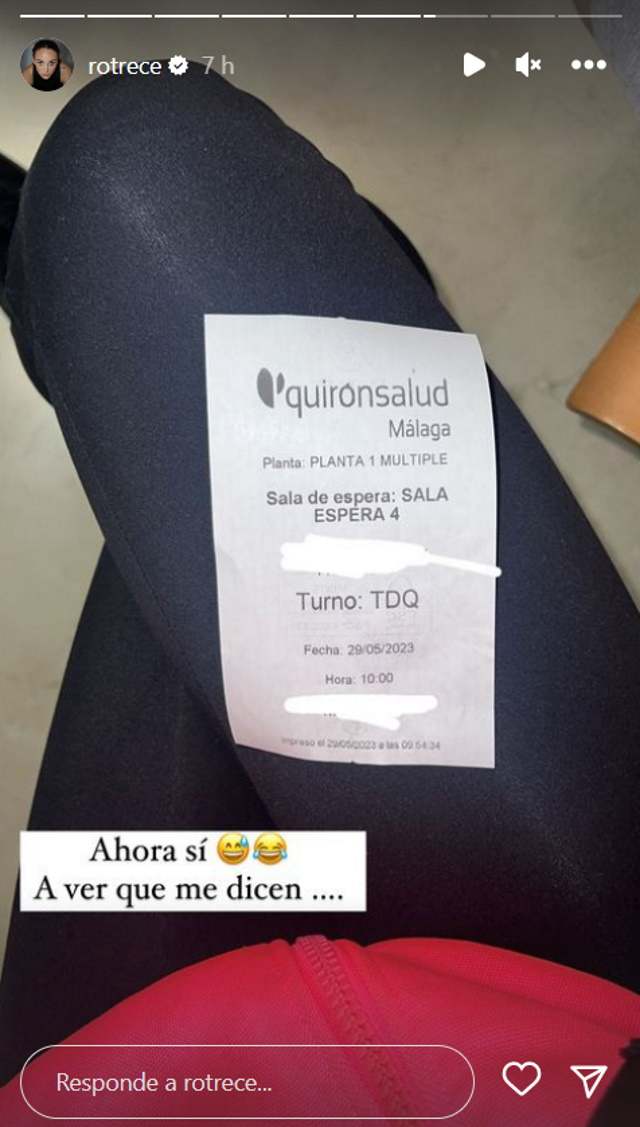 rotrece 7 h
quironsalud
Málaga
Planta: PLANTA 1 MULTIPLE
Sala de espera: SALA
ESPERA 4
Turno: TDQ
Fecha: 29/05/2023
Hora: 10:00
Impreso el 29/05/2023 a las 09:54:34
Ahora sí 😅😂
A ver que me dicen ....
Responde a rotrece...